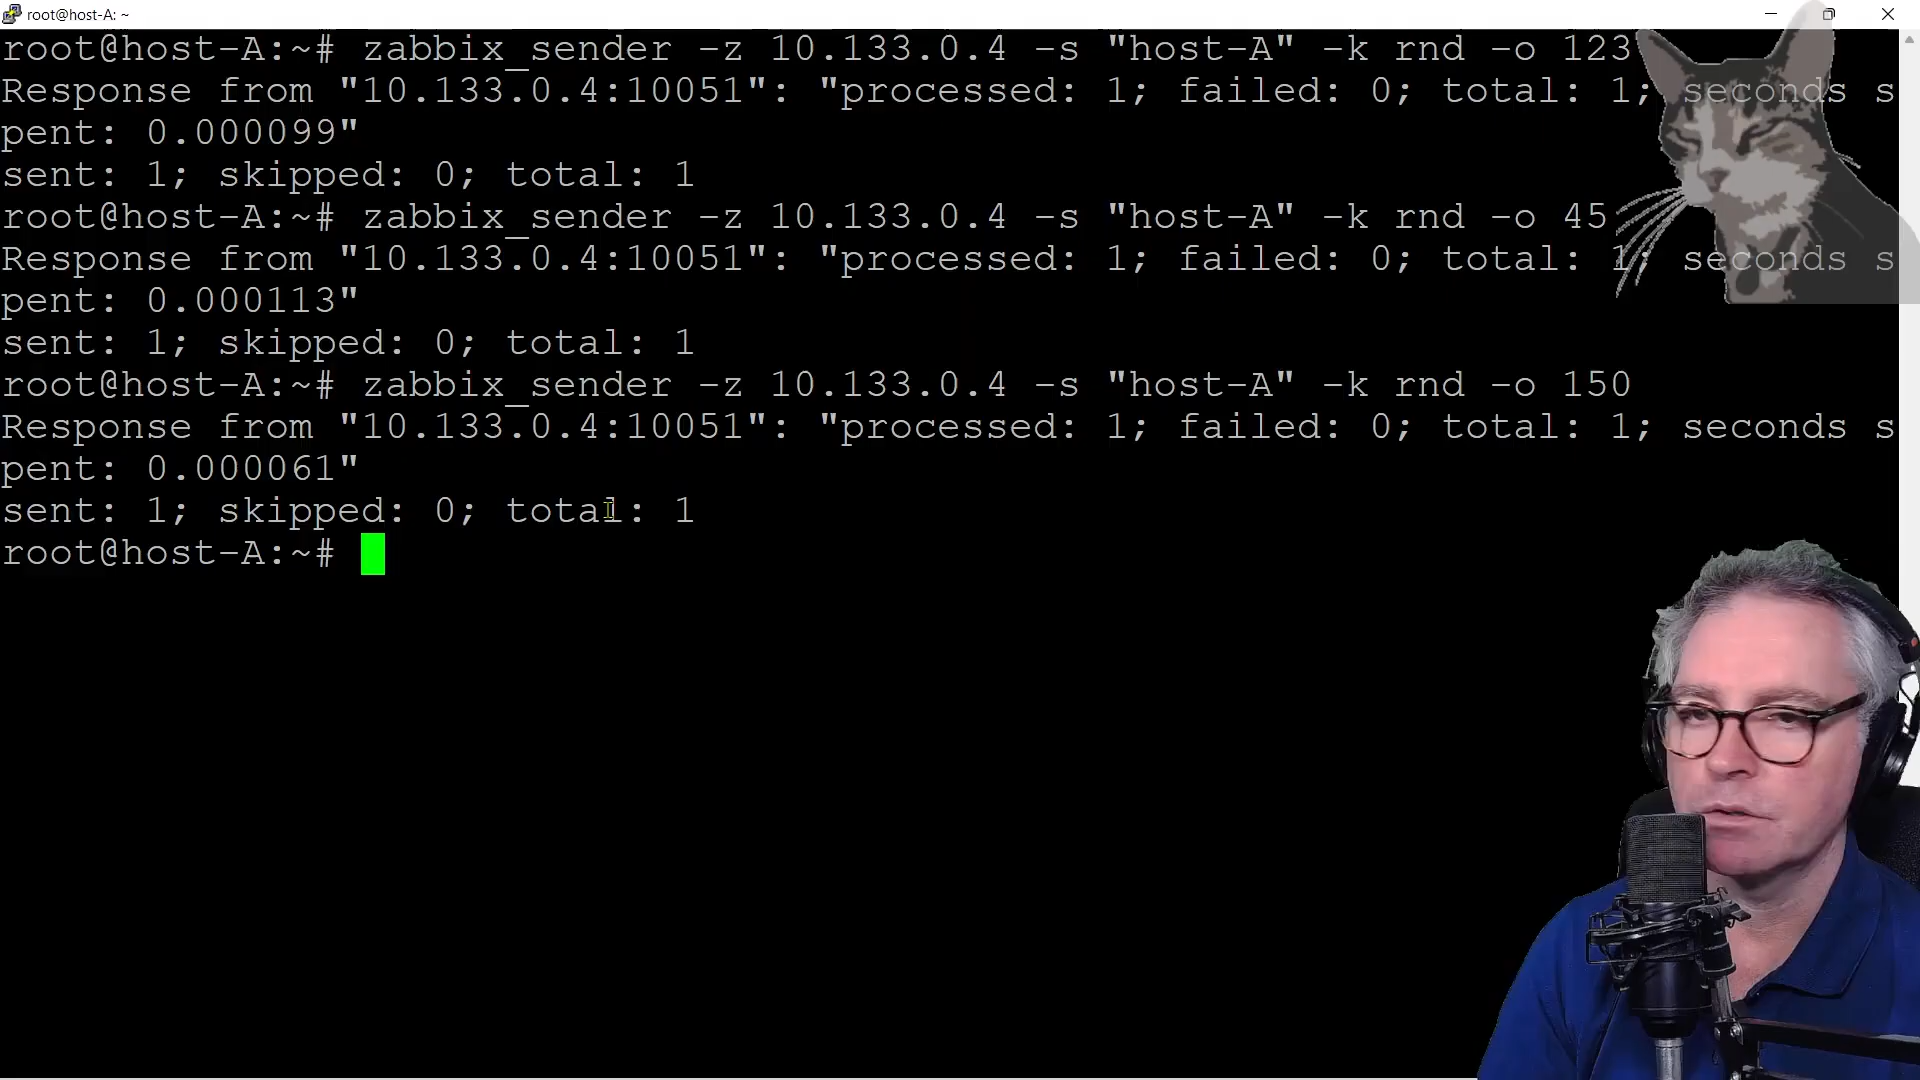 root@host-A: ~
root@host-A:~# zabbix_sender -z 10.133.0.4 -s "host-A" -k rnd -o 123
Response from "10.133.0.4:10051": "processed: 1; failed: 0; total: 1; seconds s
pent: 0.000099"
sent: 1; skipped: 0; total: 1
root@host-A:~# zabbix_sender -z 10.133.0.4 -s "host-A" -k rnd -o 45
Response from "10.133.0.4:10051": "processed: 1; failed: 0; total: 1; seconds s
pent: 0.000113"
sent: 1; skipped: 0; total: 1
root@host-A:~# zabbix_sender -z 10.133.0.4 -s "host-A" -k rnd -o 150
Response from "10.133.0.4:10051": "processed: 1; failed: 0; total: 1; seconds s
pent: 0.000061"
sent: 1; skipped: 0; total: 1
root@host-A:~#